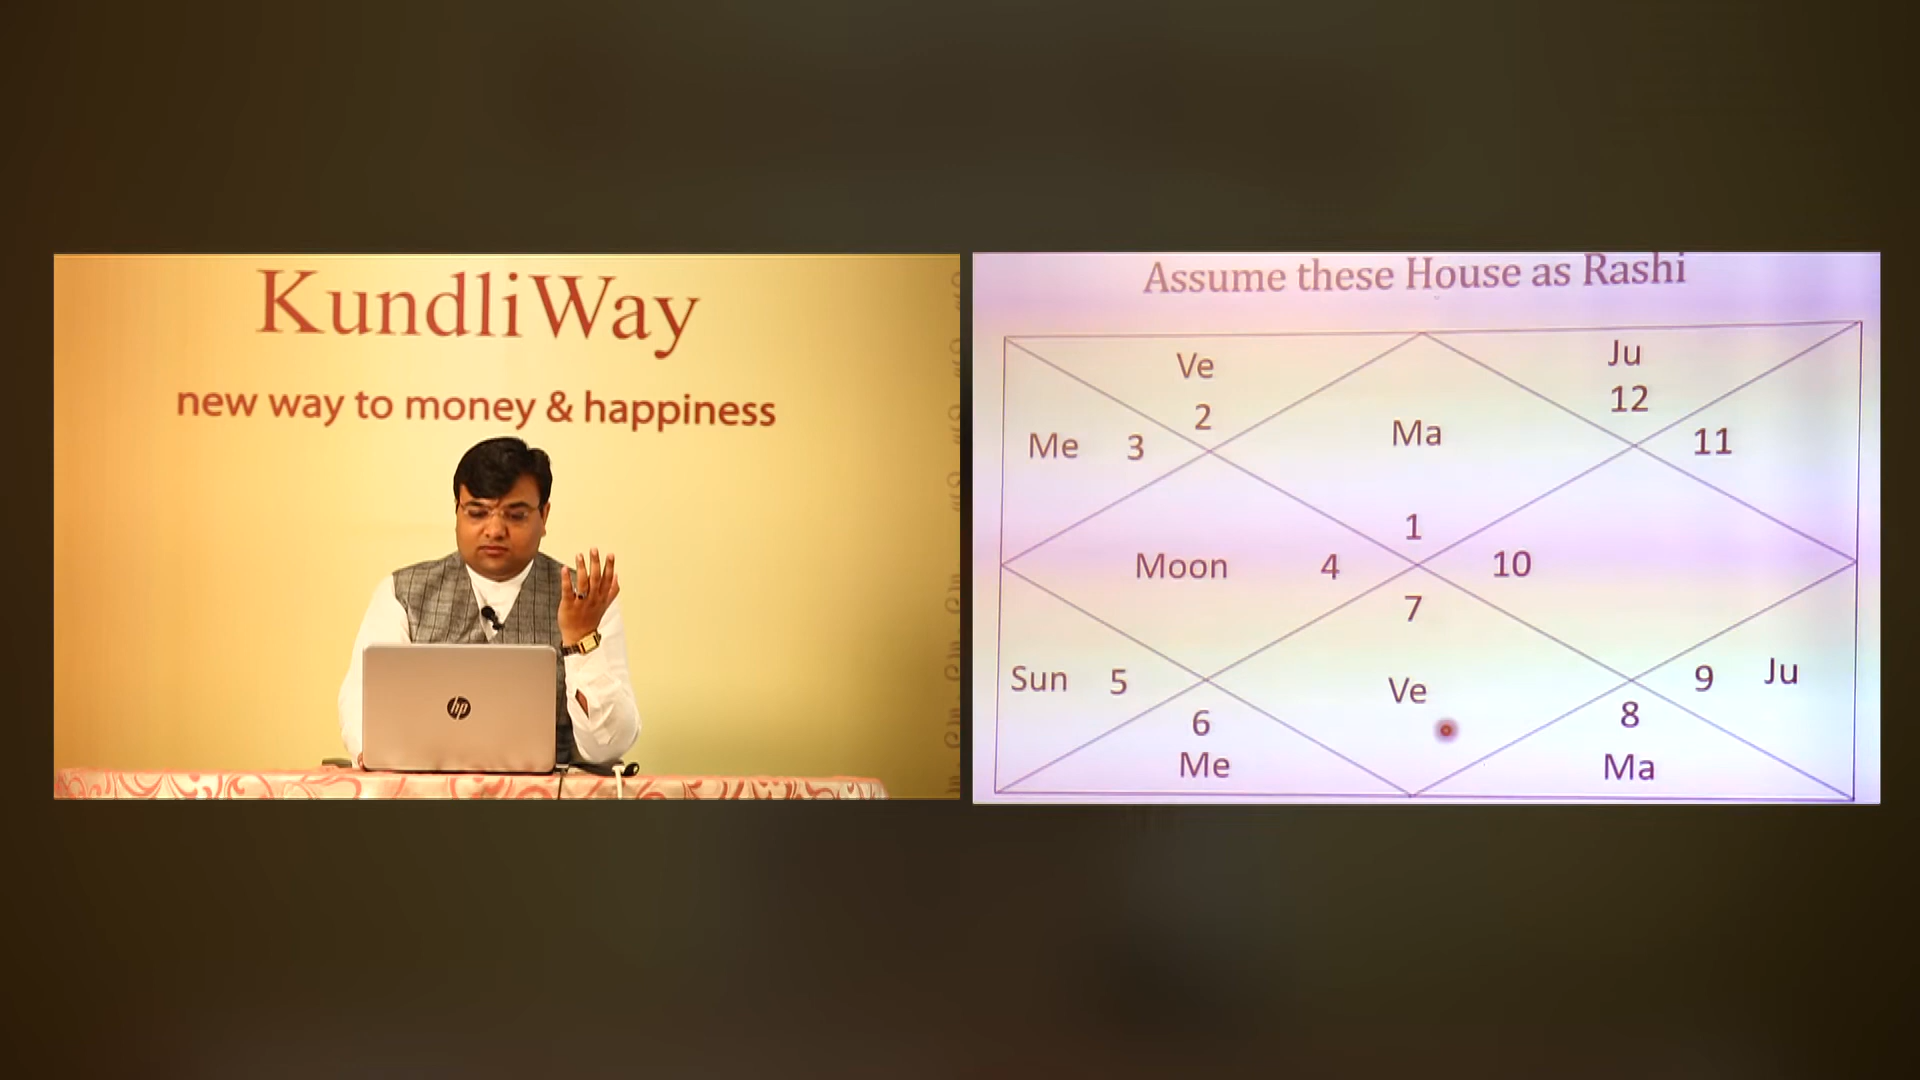 KundliWay
new way to money & happiness
hp
Assume these House as Rashi
Ve
2
Me 3
Ma
1
Ju
12
11
Moon 4
10
7
Ve
Sun 5
6
Me
9 Ju
8
Ma